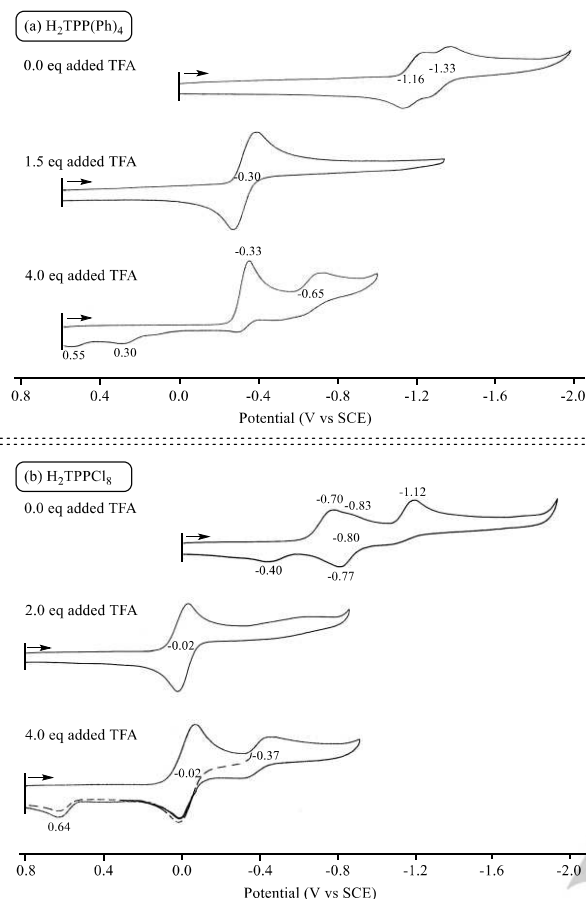 (a) H₂TPP(Ph)₄
0.0 eq added TFA
-1.16
-1.33
1.5 eq added TFA
-0.30
4.0 eq added TFA
-0.33
-0.65
0.55
0.30
0.8 0.4 0.0 -0.4 -0.8 -1.2 -1.6 -2.0
Potential (V vs SCE)
(b) H₂TPPCl₈
0.0 eq added TFA
-0.70
-0.83
-1.12
-0.80
-0.40
-0.77
2.0 eq added TFA
-0.02
4.0 eq added TFA
-0.02
-0.37
0.64
0.8 0.4 0.0 -0.4 -0.8 -1.2 -1.6 -2.0
Potential (V vs SCE)